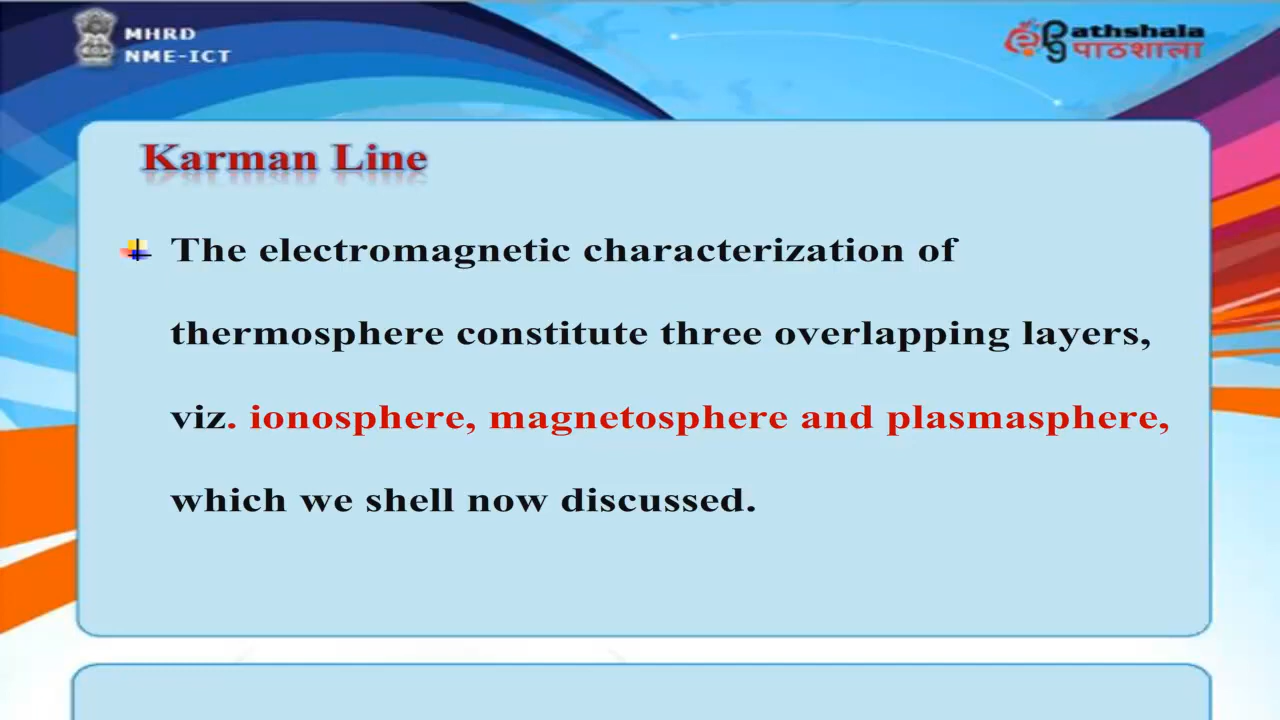 MHRD
NME-ICT
ePathshala
पाठशाला
Karman Line
The electromagnetic characterization of
thermosphere constitute three overlapping layers,
viz. ionosphere, magnetosphere and plasmasphere,
which we shell now discussed.